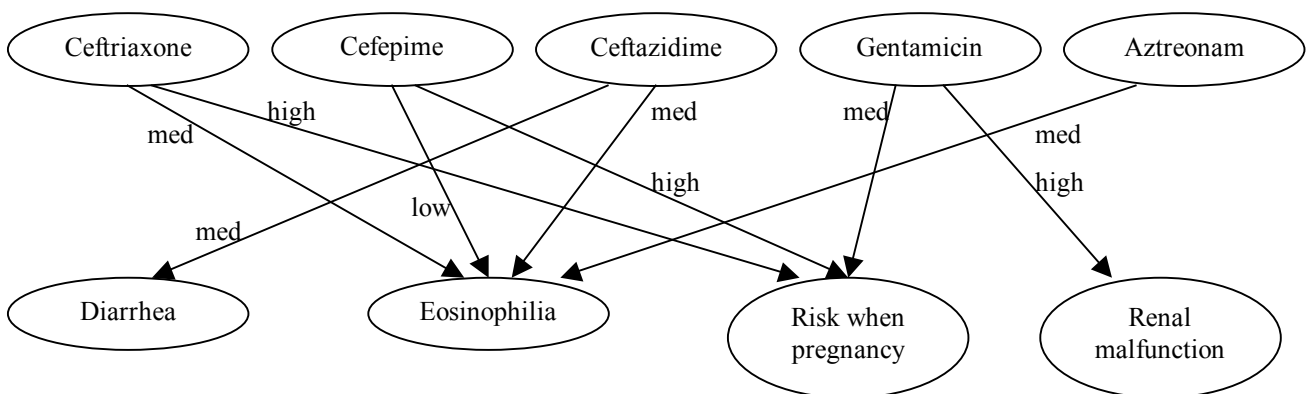 Ceftriaxone
Cefepime
Ceftazidime
Gentamicin
Aztreonam
high
med
med
med
med
high
high
low
med
Diarrhea
Eosinophilia
Risk when
pregnancy
Renal
malfunction